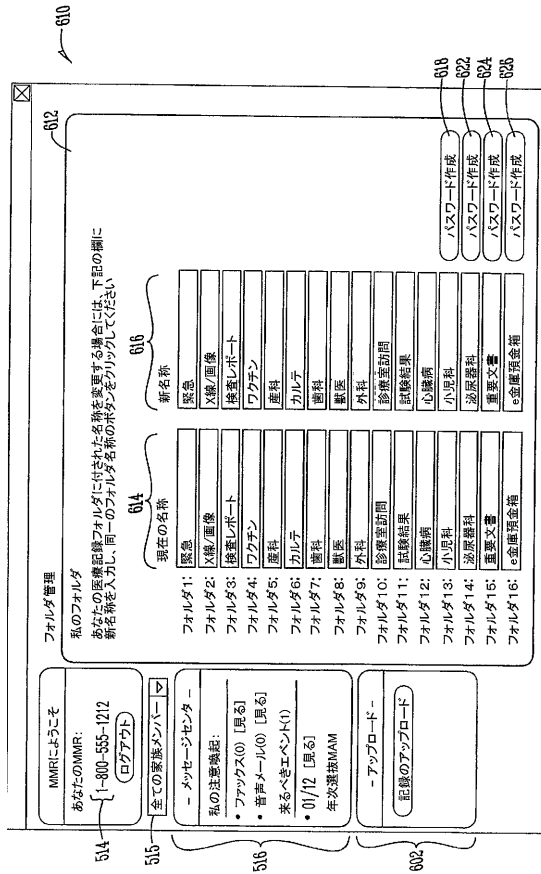 610
MMRにようこそ
あなたのMMR:
1-800-555-1212
ログアウト
514
全ての家族メンバー
515
- メッセージセンタ -
私の注意喚起:
• ファックス(0) [見る]
• 音声メール(0) [見る]
来るべきエベント(1)
• 01/12 [見る]
年次選抜MAM
516
- アップロード -
記録のアップロード
602
フォルダ管理
612
私のフォルダ
あなたの医療記録フォルダに付された名称を変更する場合には、下記の欄に
新名称を入力し、同一のフォルダ名称のボタンをクリックしてください
614
616
現在の名称 新名称
フォルダ1: 緊急 緊急
フォルダ2: X線/画像 X線/画像
フォルダ3: 検査レポート 検査レポート
フォルダ4: ワクチン ワクチン
フォルダ5: 産科 産科
フォルダ6: カルテ カルテ
フォルダ7: 歯科 歯科
フォルダ8: 獣医 獣医
フォルダ9: 外科 外科
フォルダ10: 診療室訪問 診療室訪問
フォルダ11: 試験結果 試験結果
フォルダ12: 心臓病 心臓病
フォルダ13: 小児科 小児科 パスワード作成 618
フォルダ14: 泌尿器科 泌尿器科 パスワード作成 622
フォルダ15: 重要文書 重要文書 パスワード作成 624
フォルダ16: e金庫預金箱 e金庫預金箱 パスワード作成 626